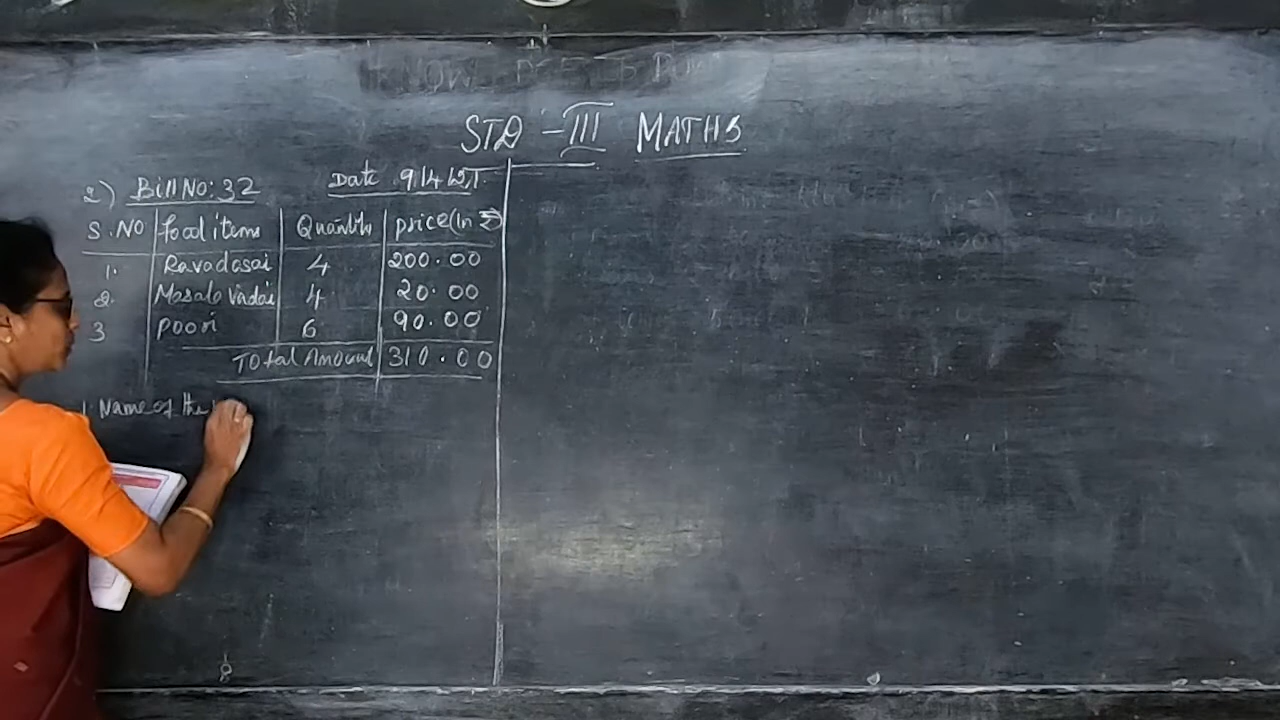 STD - III MATHS
2) Bill No: 32 Date 9.14.121
S.NO food items Quantity price(In ₹)
1. Ravadosai 4 200.00
2. Masala Vadai 4 20.00
3 poori 6 90.00
Total Amount 310.00
1. Name of the